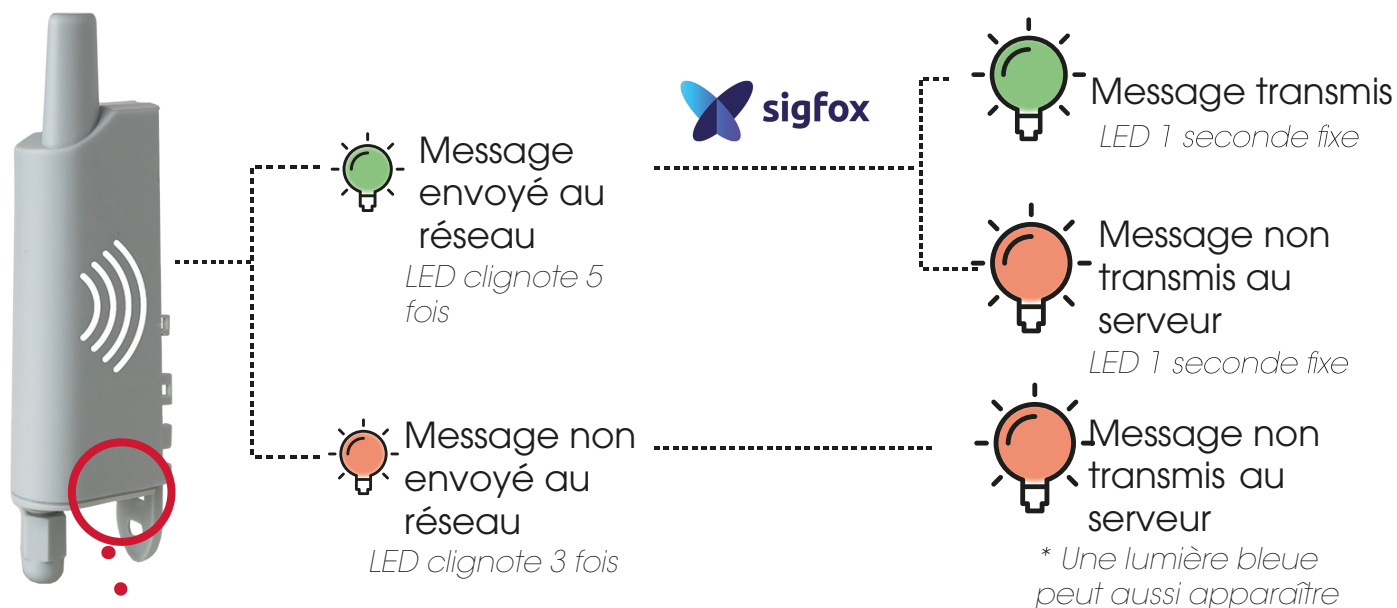 Message
envoyé au
réseau
LED clignote 5
fois
sigfox
Message transmis
LED 1 seconde fixe
Message non
transmis au
serveur
LED 1 seconde fixe
Message non
envoyé au
réseau
LED clignote 3 fois
Message non
transmis au
serveur
* Une lumière bleue
peut aussi apparaître